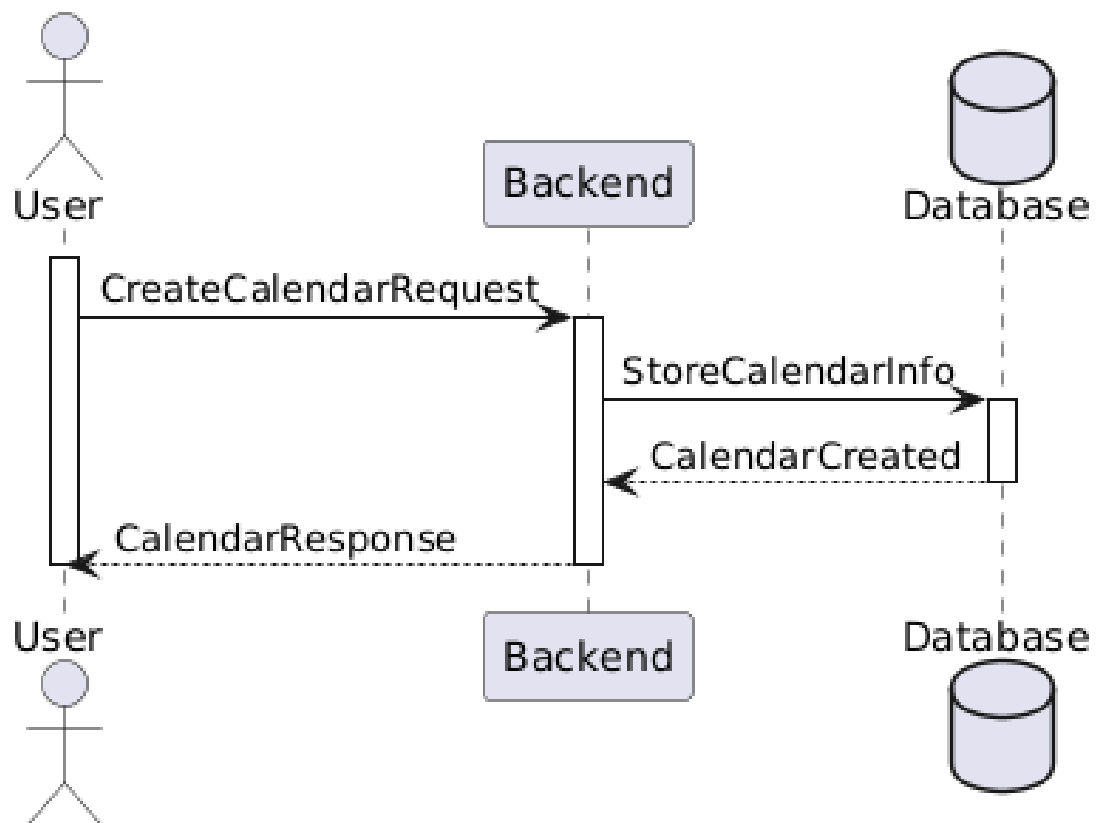 User
Backend
Database
CreateCalendarRequest
StoreCalendarInfo
CalendarCreated
CalendarResponse
User
Backend
Database